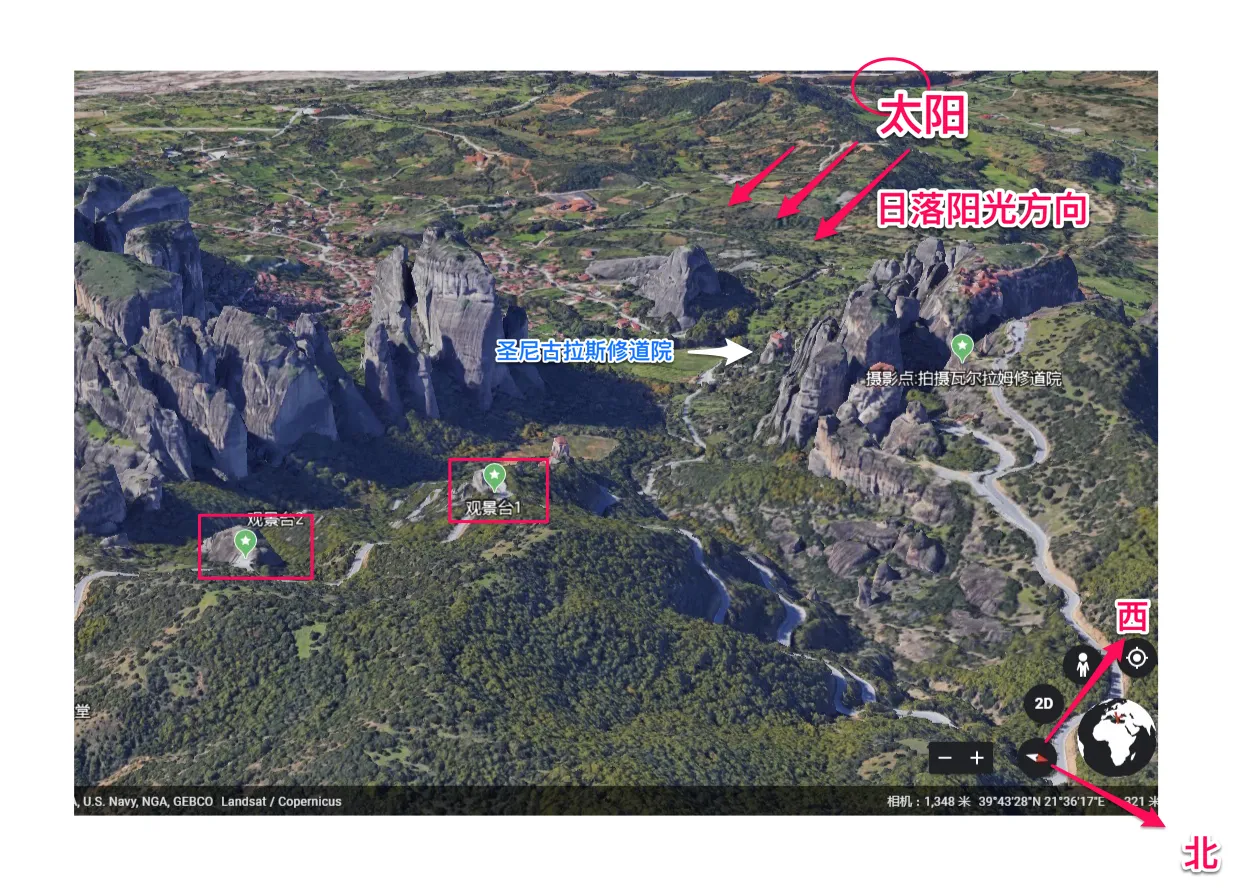 太阳
日落阳光方向
圣尼古拉斯修道院
摄影点:拍摄瓦尔拉姆修道院
观景台1
观景台2
西
堂
2D
A, U.S. Navy, NGA, GEBCO Landsat / Copernicus
相机：1,348 米 39°43'28"N 21°36'17"E 321 米
北